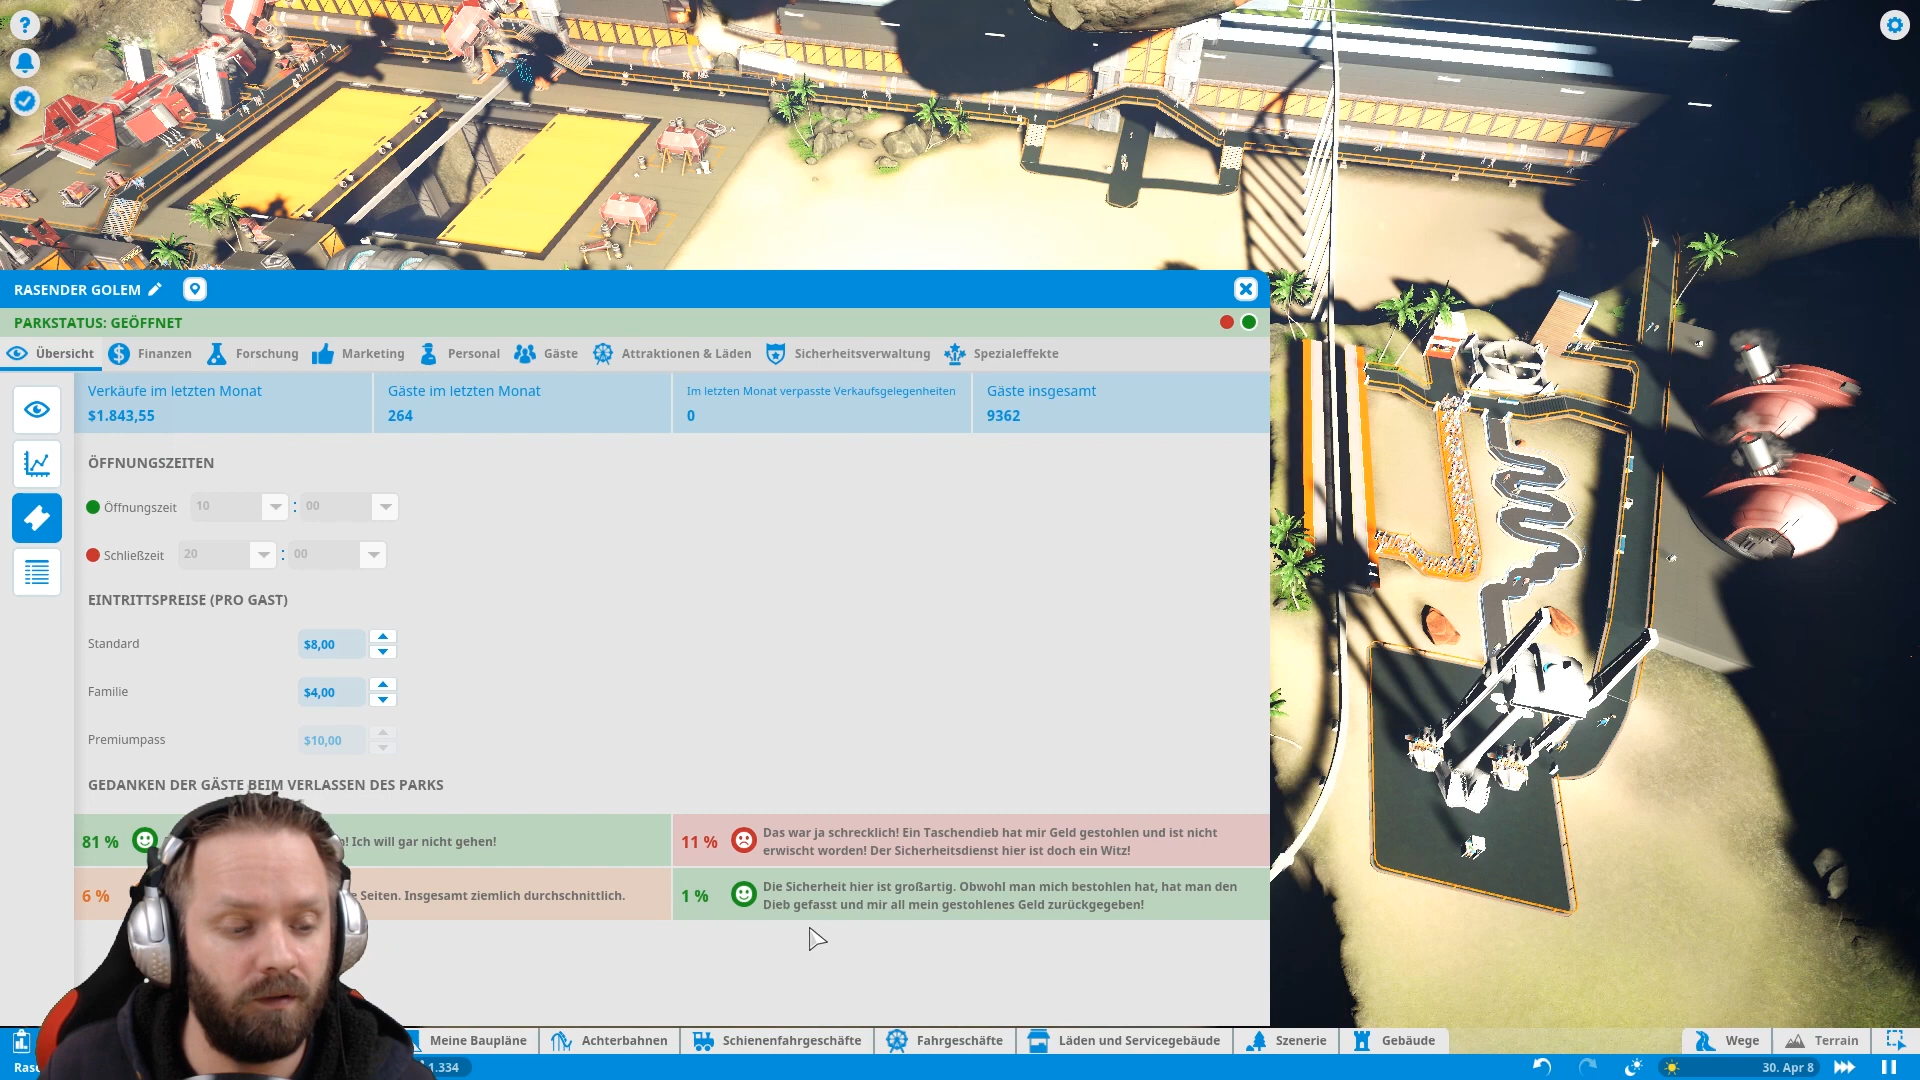 RASENDER GOLEM
PARKSTATUS: GEÖFFNET
Übersicht
Finanzen
Forschung
Marketing
Personal
Gäste
Attraktionen & Läden
Sicherheitsverwaltung
Spezialeffekte
Verkäufe im letzten Monat
$1.843,55
Gäste im letzten Monat
264
Im letzten Monat verpasste Verkaufsgelegenheiten
0
Gäste insgesamt
9362
ÖFFNUNGSZEITEN
Öffnungszeit 10 : 00
Schließzeit 20 : 00
EINTRITTSPREISE (PRO GAST)
Standard $8,00
Familie $4,00
Premiumpass $10,00
GEDANKEN DER GÄSTE BEIM VERLASSEN DES PARKS
81 % Ich will gar nicht gehen!
11 % Das war ja schrecklich! Ein Taschendieb hat mir Geld gestohlen und ist nicht
erwischt worden! Der Sicherheitsdienst hier ist doch ein Witz!
6 % Seiten. Insgesamt ziemlich durchschnittlich.
1 % Die Sicherheit hier ist großartig. Obwohl man mich bestohlen hat, hat man den
Dieb gefasst und mir all mein gestohlenes Geld zurückgegeben!
Meine Baupläne
Achterbahnen
Schienenfahrgeschäfte
Fahrgeschäfte
Läden und Servicegebäude
Szenerie
Gebäude
Wege
Terrain
1.334
30. Apr 8